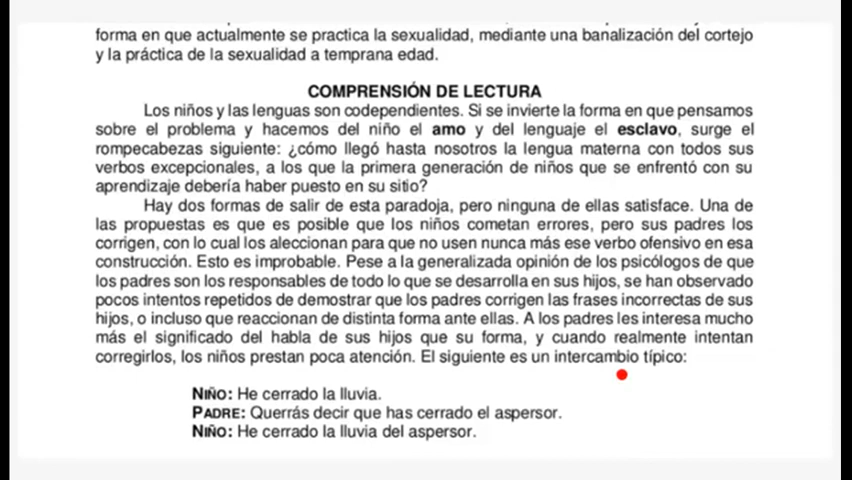 forma en que actualmente se practica la sexualidad, mediante una banalización del cortejo
y la práctica de la sexualidad a temprana edad.
COMPRENSIÓN DE LECTURA
Los niños y las lenguas son codependientes. Si se invierte la forma en que pensamos
sobre el problema y hacemos del niño el amo y del lenguaje el esclavo, surge el
rompecabezas siguiente: ¿cómo llegó hasta nosotros la lengua materna con todos sus
verbos excepcionales, a los que la primera generación de niños que se enfrentó con su
aprendizaje debería haber puesto en su sitio?
Hay dos formas de salir de esta paradoja, pero ninguna de ellas satisface. Una de
las propuestas es que es posible que los niños cometan errores, pero sus padres los
corrigen, con lo cual los aleccionan para que no usen nunca más ese verbo ofensivo en esa
construcción. Esto es improbable. Pese a la generalizada opinión de los psicólogos de que
los padres son los responsables de todo lo que se desarrolla en sus hijos, se han observado
pocos intentos repetidos de demostrar que los padres corrigen las frases incorrectas de sus
hijos, o incluso que reaccionan de distinta forma ante ellas. A los padres les interesa mucho
más el significado del habla de sus hijos que su forma, y cuando realmente intentan
corregirlos, los niños prestan poca atención. El siguiente es un intercambio típico:
NIÑO: He cerrado la lluvia.
PADRE: Querrás decir que has cerrado el aspersor.
NIÑO: He cerrado la lluvia del aspersor.